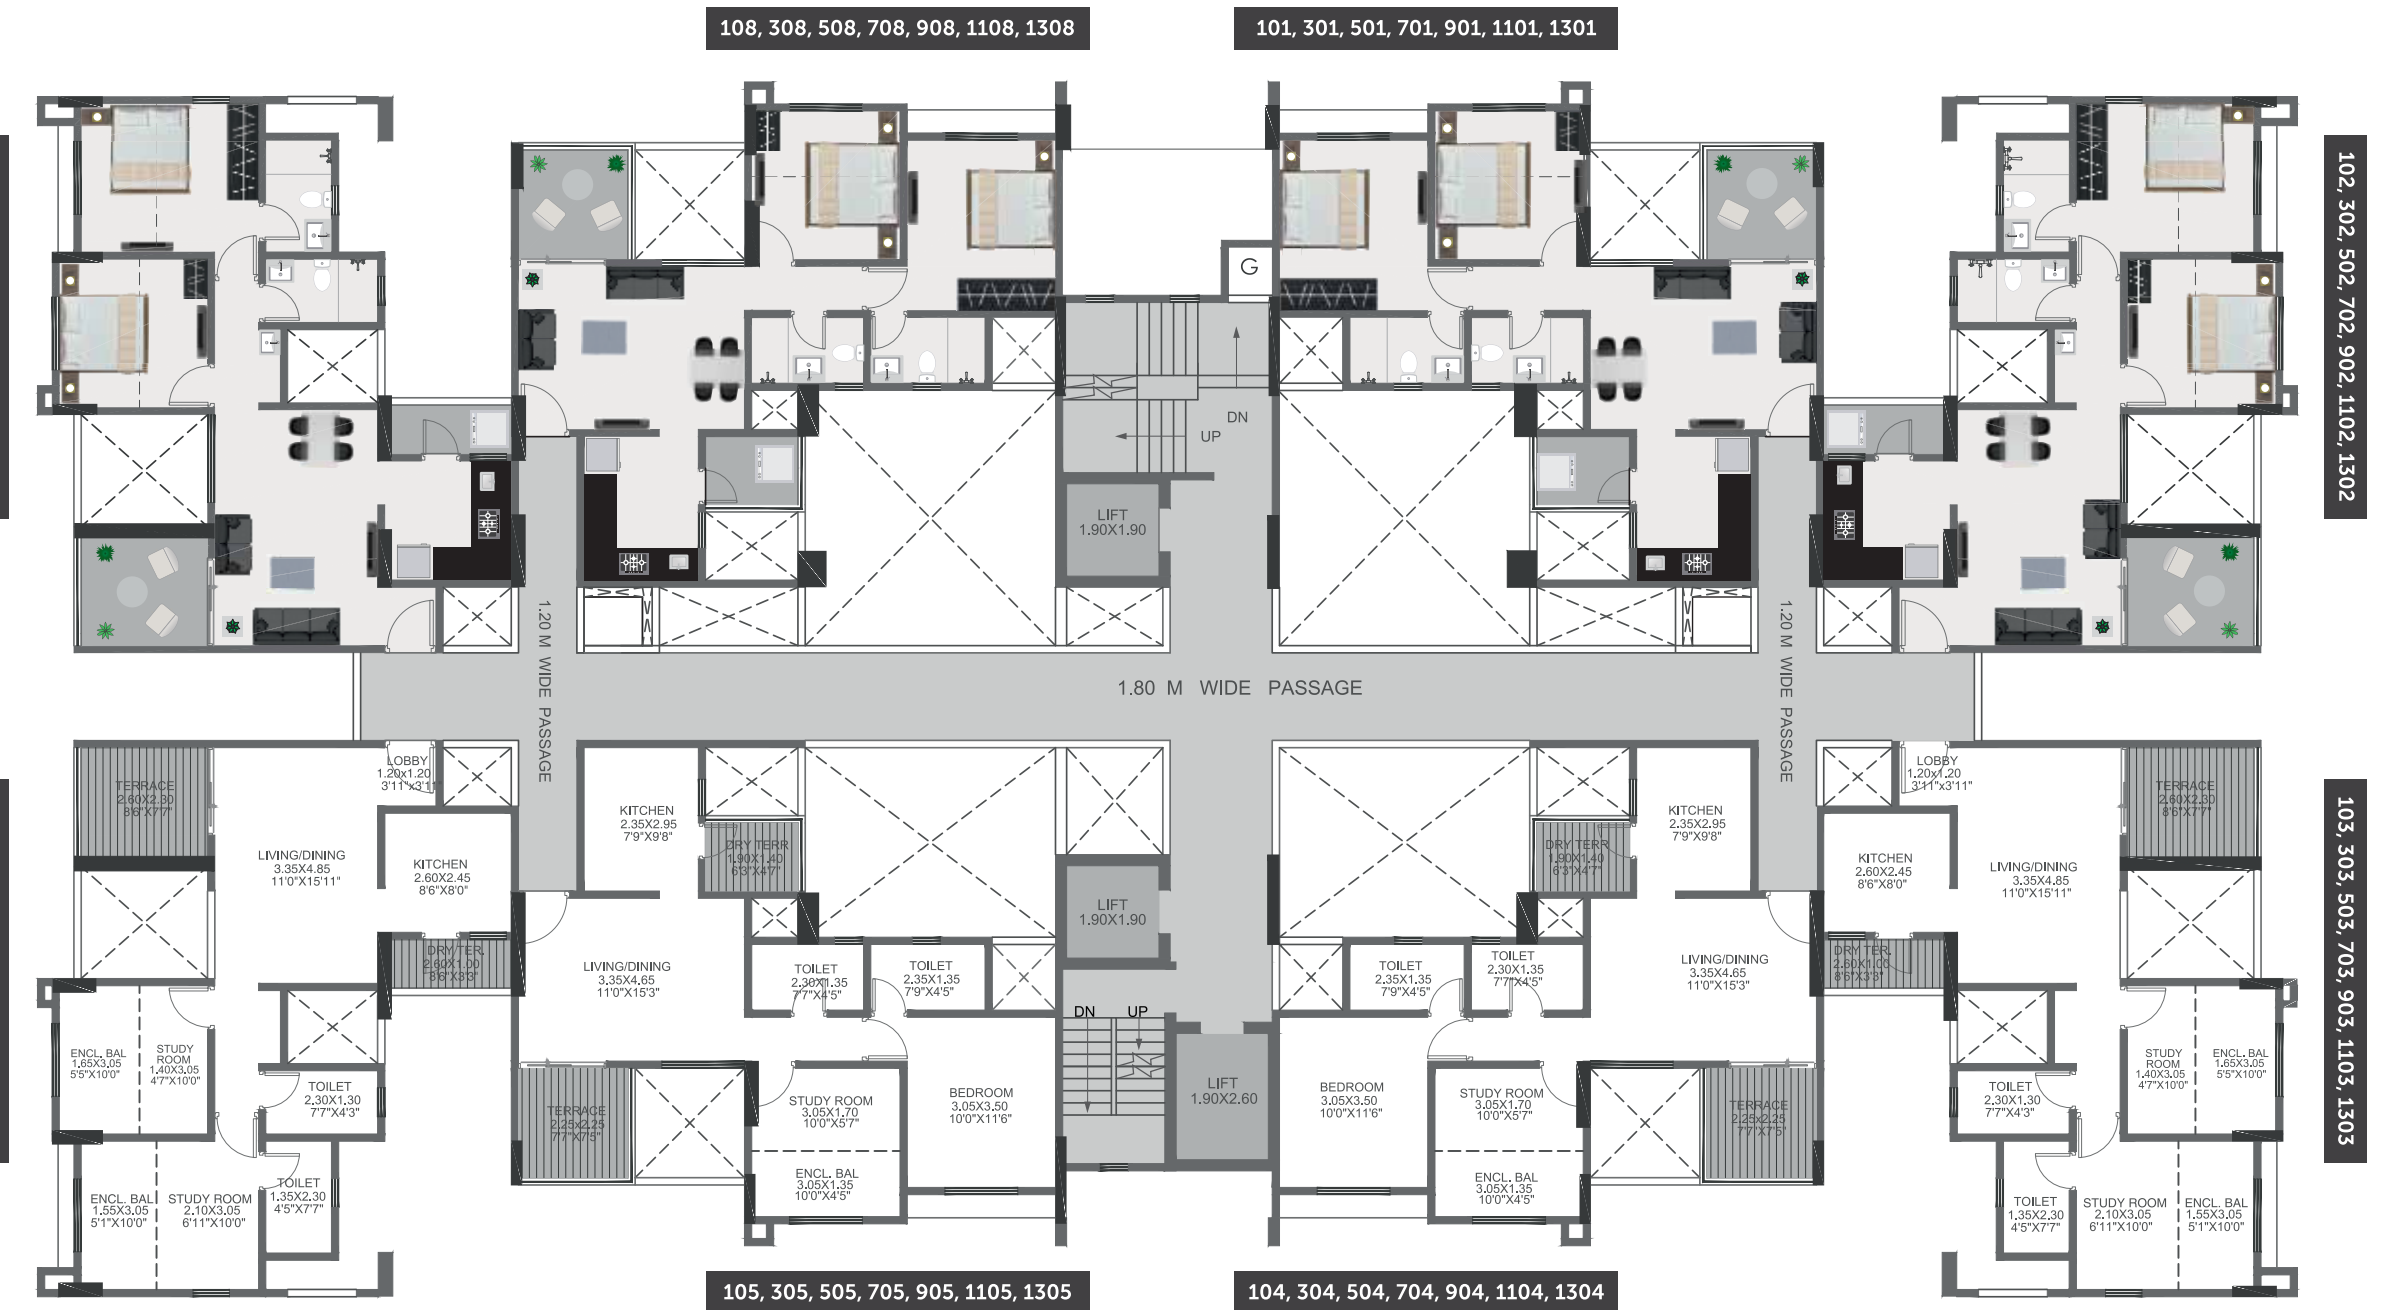 108, 308, 508, 708, 908, 1108, 1308
101, 301, 501, 701, 901, 1101, 1301
102, 302, 502, 702, 902, 1102, 1302
G
DN
UP
LIFT
1.90X1.90
1.20 M WIDE PASSAGE
1.80 M WIDE PASSAGE
1.20 M WIDE PASSAGE
TERRACE
2.60X2.30
8'6"X7'7"
LOBBY
1.20x1.20
3'11"x3'11"
LIVING/DINING
3.35X4.85
11'0"X15'11"
KITCHEN
2.60X2.45
8'6"X8'0"
DRY TER.
2.60X1.00
8'6"X3'3"
ENCL. BAL
1.65X3.05
5'5"X10'0"
STUDY
ROOM
1.40X3.05
4'7"X10'0"
TOILET
2.30X1.30
7'7"X4'3"
TOILET
1.35X2.30
4'5"X7'7"
ENCL. BAL
1.55X3.05
5'1"X10'0"
STUDY ROOM
2.10X3.05
6'11"X10'0"
KITCHEN
2.35X2.95
7'9"X9'8"
DRY TERR
1.90X1.40
6'3"X4'7"
LIVING/DINING
3.35X4.65
11'0"X15'3"
TOILET
2.30X1.35
7'7"X4'5"
TOILET
2.35X1.35
7'9"X4'5"
TERRACE
2.25x2.25
7'7"X7'5"
STUDY ROOM
3.05X1.70
10'0"X5'7"
ENCL. BAL
3.05X1.35
10'0"X4'5"
BEDROOM
3.05X3.50
10'0"X11'6"
LIFT
1.90X1.90
DN
UP
LIFT
1.90X2.60
KITCHEN
2.35X2.95
7'9"X9'8"
DRY TERR
1.90X1.40
6'3"X4'7"
TOILET
2.35X1.35
7'9"X4'5"
TOILET
2.30X1.35
7'7"X4'5"
LIVING/DINING
3.35X4.65
11'0"X15'3"
BEDROOM
3.05X3.50
10'0"X11'6"
STUDY ROOM
3.05X1.70
10'0"X5'7"
ENCL. BAL
3.05X1.35
10'0"X4'5"
TERRACE
2.25x2.25
7'7"X7'5"
LOBBY
1.20x1.20
3'11"x3'11"
TERRACE
2.60X2.30
8'6"X7'7"
KITCHEN
2.60X2.45
8'6"X8'0"
LIVING/DINING
3.35X4.85
11'0"X15'11"
DRY TER.
2.60X1.00
8'6"X3'3"
STUDY
ROOM
1.40X3.05
4'7"X10'0"
ENCL. BAL
1.65X3.05
5'5"X10'0"
TOILET
2.30X1.30
7'7"X4'3"
TOILET
1.35X2.30
4'5"X7'7"
STUDY ROOM
2.10X3.05
6'11"X10'0"
ENCL. BAL
1.55X3.05
5'1"X10'0"
103, 303, 503, 703, 903, 1103, 1303
105, 305, 505, 705, 905, 1105, 1305
104, 304, 504, 704, 904, 1104, 1304